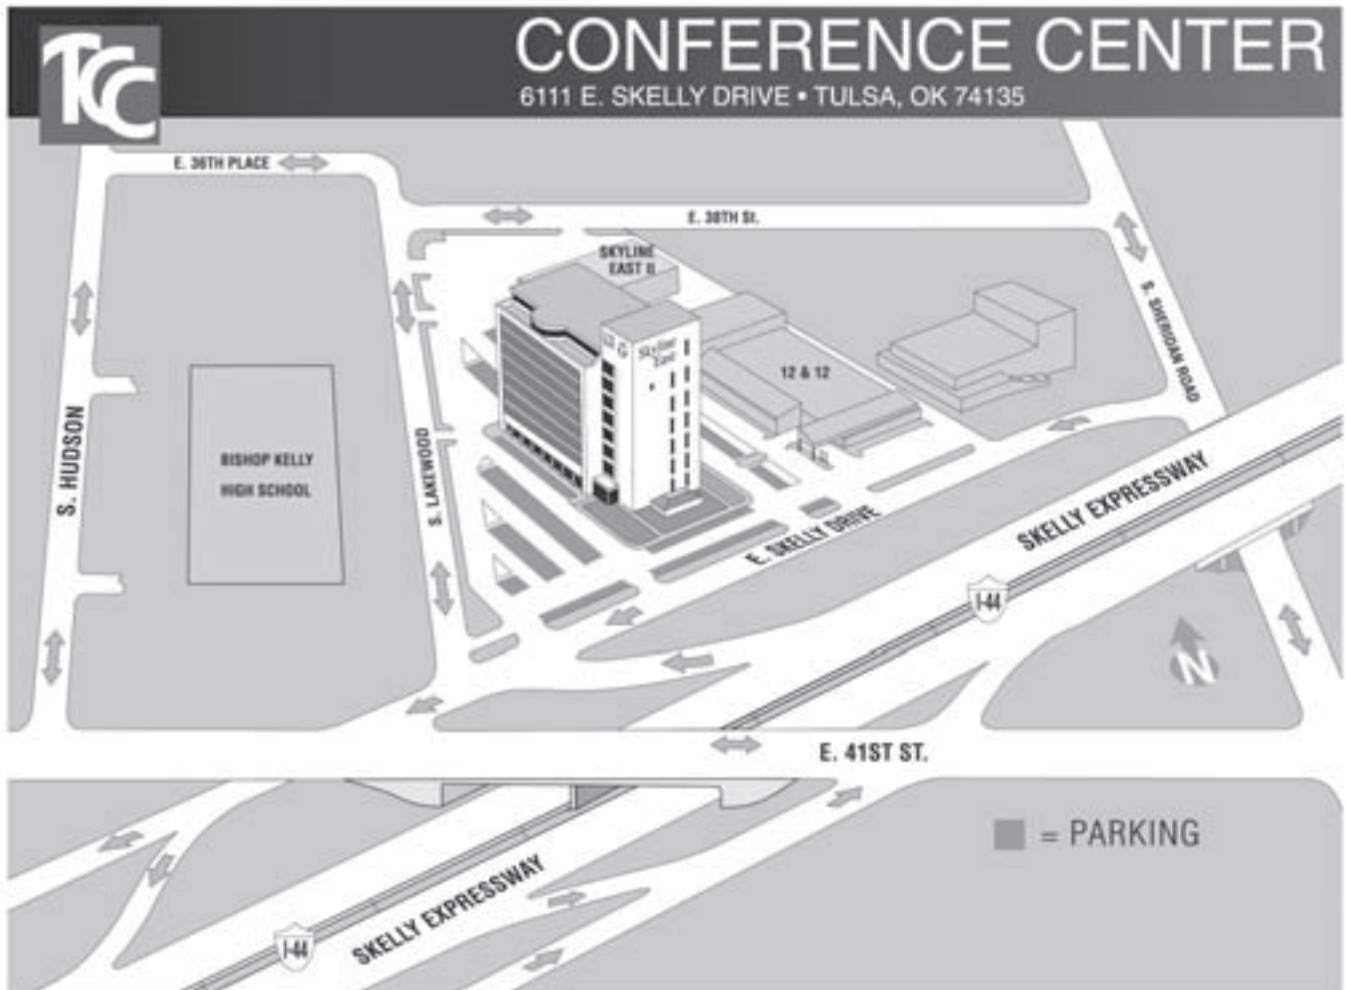 TCC
CONFERENCE CENTER
6111 E. SKELLY DRIVE • TULSA, OK 74135
E. 36TH PLACE
E. 38TH St.
SKYLINE
EAST II
S. SHERIDAN ROAD
Skyline
East
12 & 12
S. HUDSON
BISHOP KELLY
HIGH SCHOOL
S. LAKEWOOD
E. SKELLY DRIVE
SKELLY EXPRESSWAY
I-44
N
E. 41ST ST.
= PARKING
SKELLY EXPRESSWAY
I-44